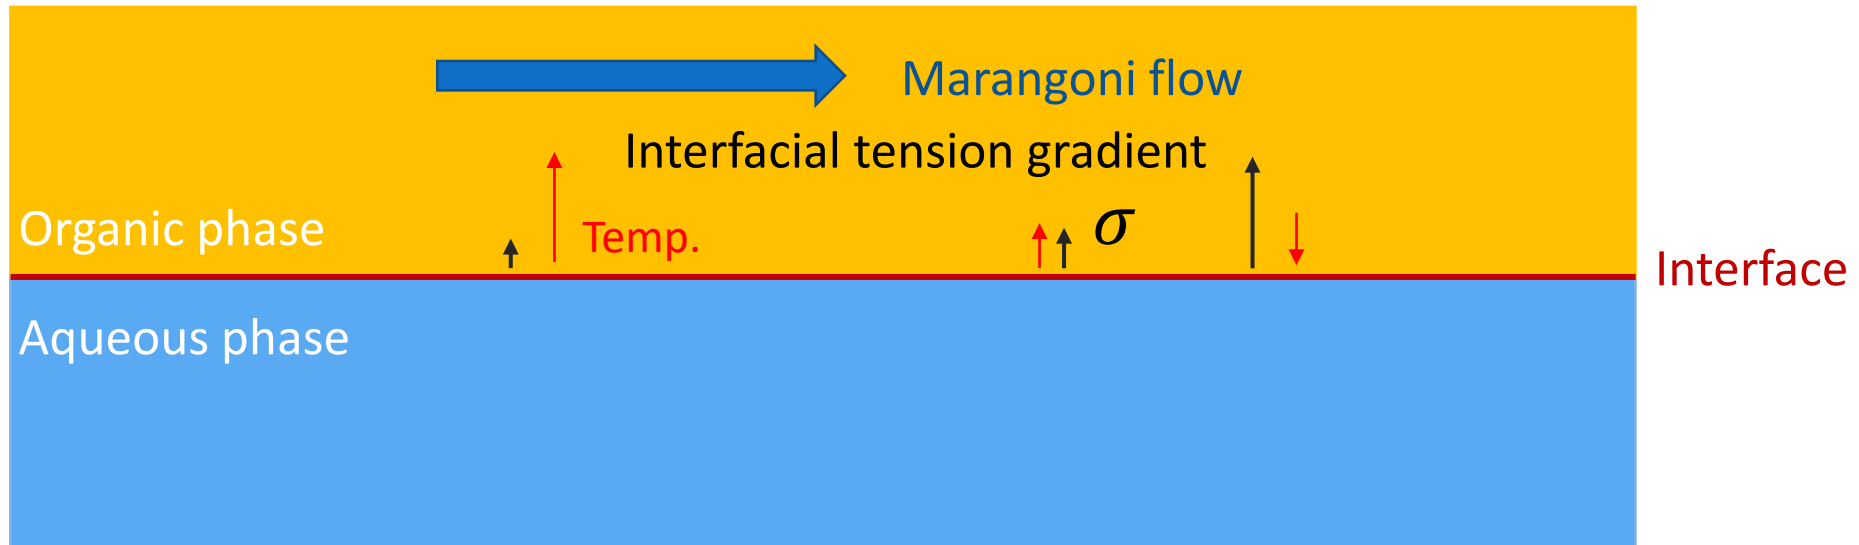 Marangoni flow
Interfacial tension gradient
Organic phase
Temp.
σ
Interface
Aqueous phase